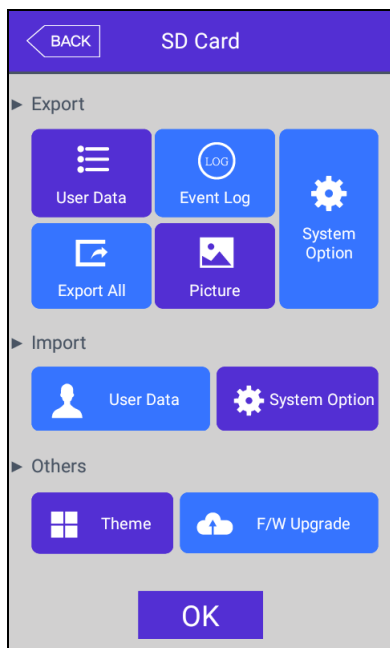 BACK
SD Card
Export
User Data
LOG
Event Log
System
Option
Export All
Picture
Import
User Data
System Option
Others
Theme
F/W Upgrade
OK